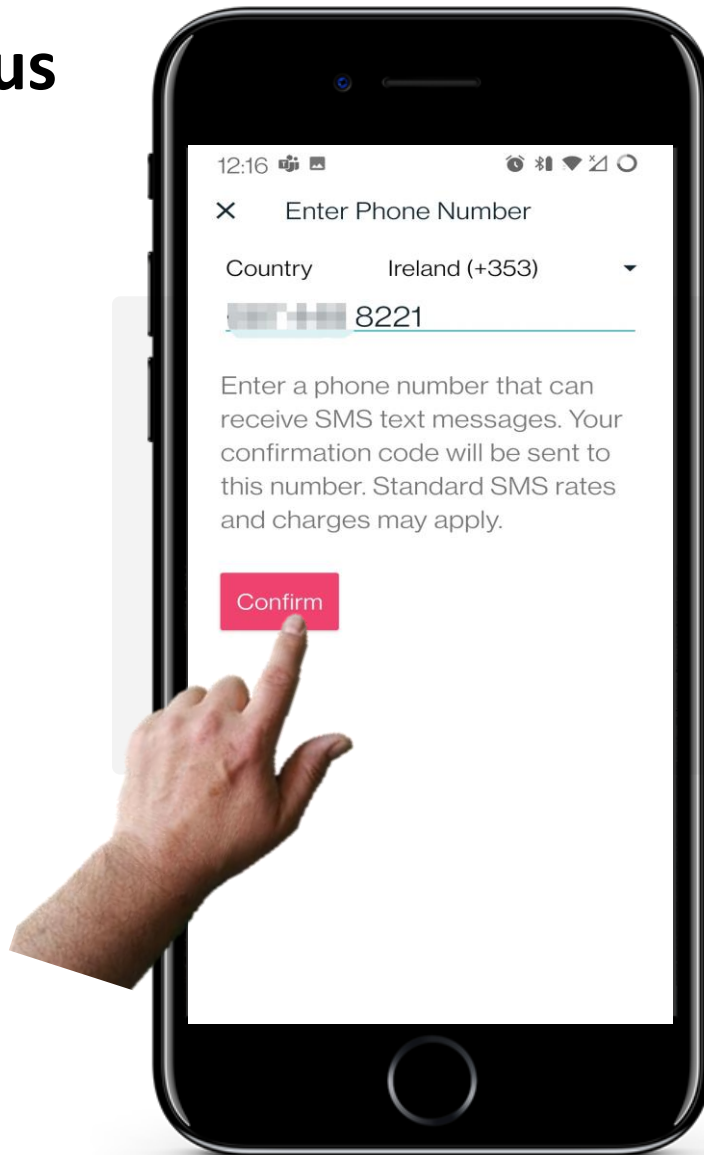 us
12:16
Enter Phone Number
Country Ireland (+353)
8221
Enter a phone number that can
receive SMS text messages. Your
confirmation code will be sent to
this number. Standard SMS rates
and charges may apply.
Confirm